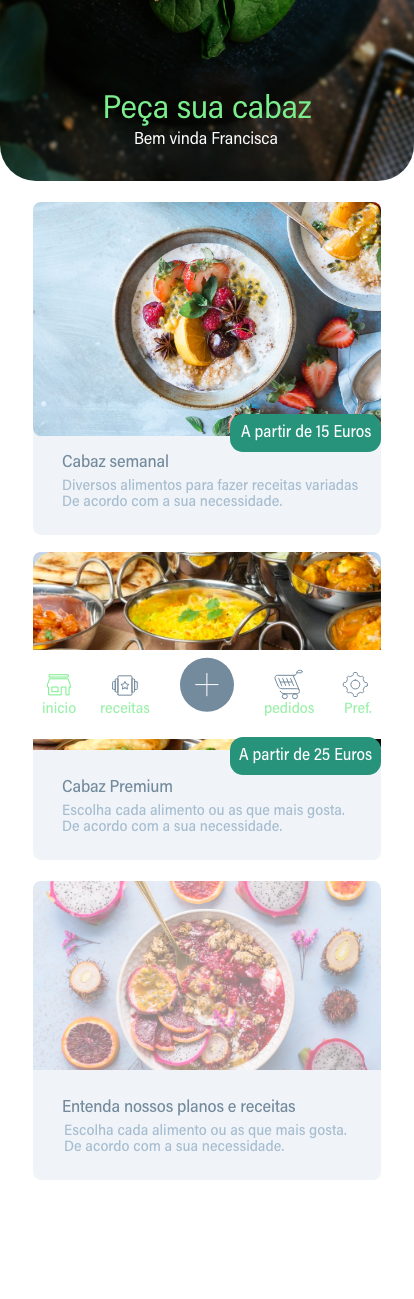 Peça sua cabaz
Bem vinda Francisca
A partir de 15 Euros
Cabaz semanal
Diversos alimentos para fazer receitas variadas
De acordo com a sua necessidade.
inicio
receitas
pedidos
Pref.
A partir de 25 Euros
Cabaz Premium
Escolha cada alimento ou as que mais gosta.
De acordo com a sua necessidade.
Entenda nossos planos e receitas
Escolha cada alimento ou as que mais gosta.
De acordo com a sua necessidade.